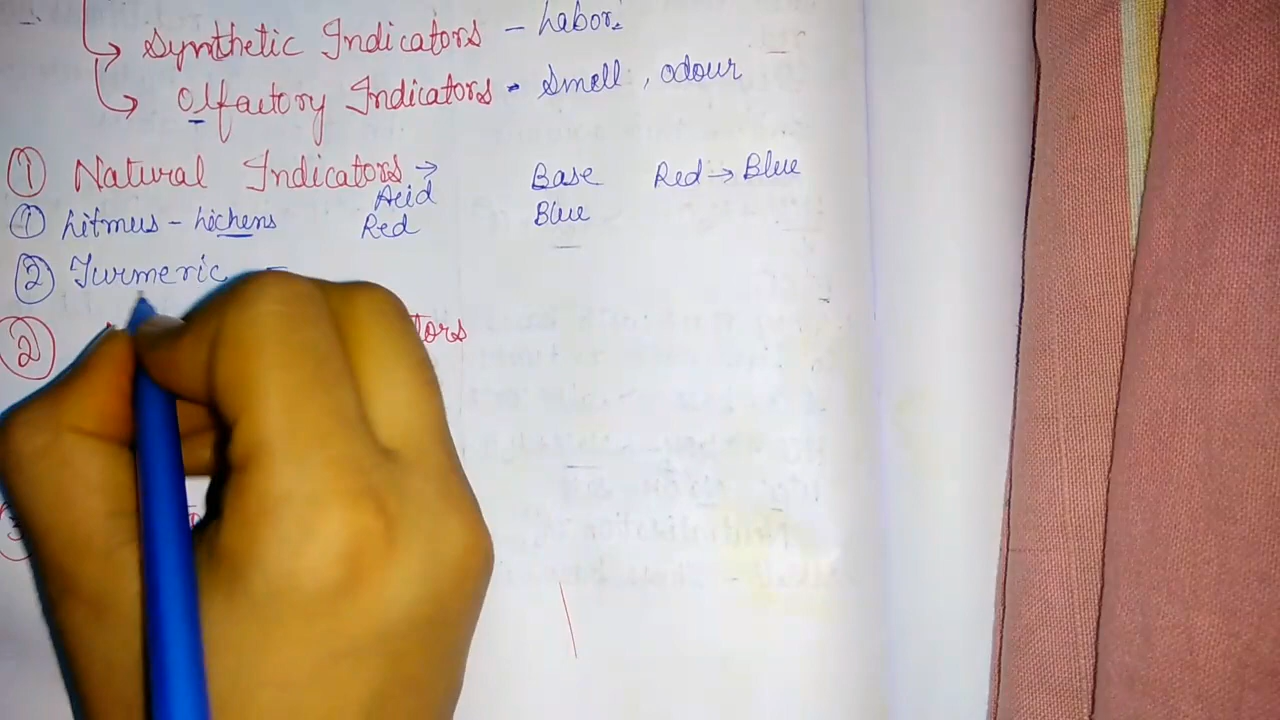 Synthetic Indicators - Labor.
Olfactory Indicators - Smell, odour
① Natural Indicators →
Acid Base Red → Blue
① Litmus - Lichens Red Blue
② Turmeric -
② tors
③